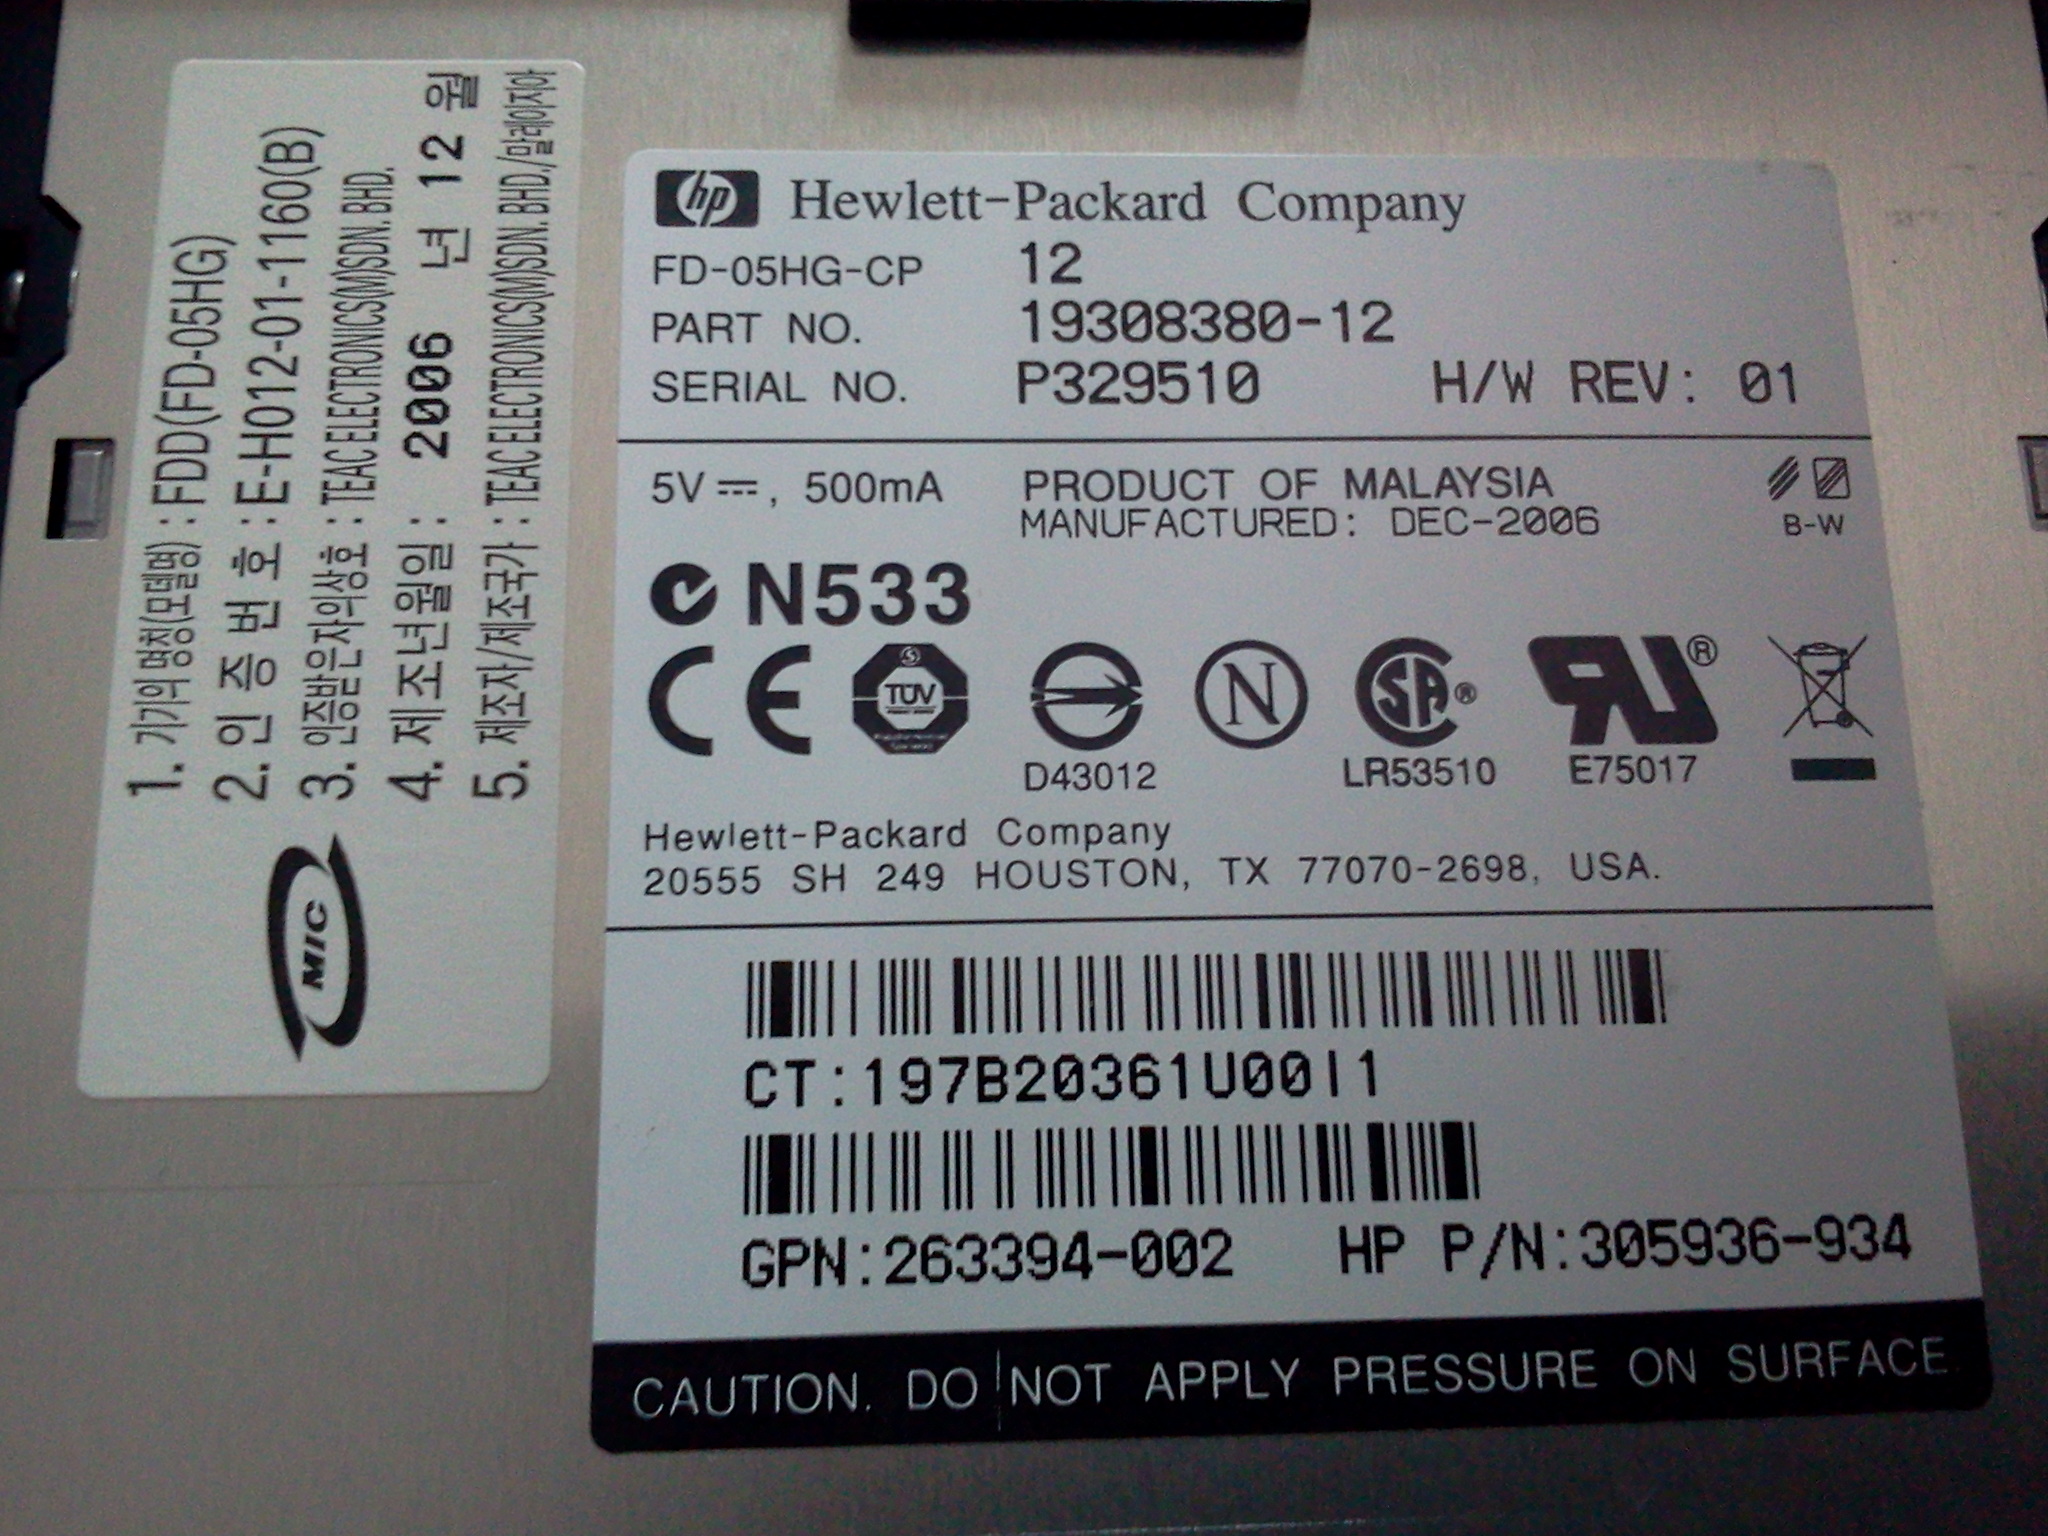 1. 기기의 명칭(모델명) : FDD(FD-05HG)
2. 인 증 번 호 : E-H012-01-1160(B)
3. 인증받은자의상호 : TEAC ELECTRONICS(M)SDN.BHD.
4. 제조년월일 : 2006 년 12 월
5. 제조자/제조국가 : TEAC ELECTRONICS(M)SDN.BHD./말레이지아
MIC
hp Hewlett-Packard Company
FD-05HG-CP 12
PART NO. 19308380-12
SERIAL NO. P329510 H/W REV: 01
5V ⎓, 500mA PRODUCT OF MALAYSIA
MANUFACTURED: DEC-2006 B-W
N533
CE TÜV N SA® RU®
D43012 LR53510 E75017
Hewlett-Packard Company
20555 SH 249 HOUSTON, TX 77070-2698, USA.
CT:197B20361U00I1
GPN:263394-002 HP P/N:305936-934
CAUTION. DO NOT APPLY PRESSURE ON SURFACE